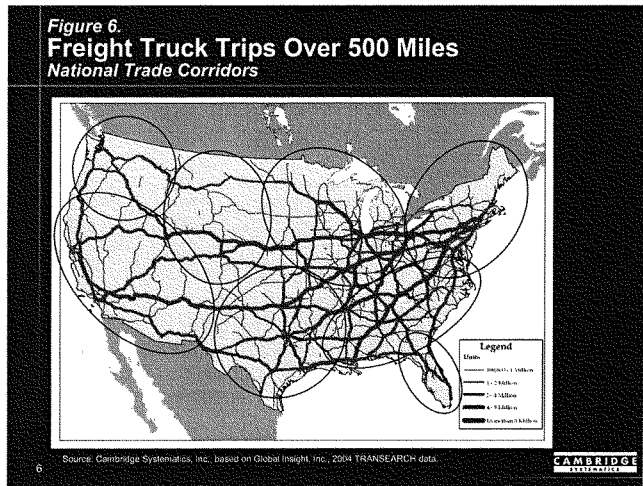 Figure 6.
Freight Truck Trips Over 500 Miles
National Trade Corridors
Legend
Units
1 - 2 Million
2 - 4 Million
Source: Cambridge Systematics, Inc., based on Global Insight, Inc., 2004 TRANSEARCH data.
6
CAMBRIDGE
SYSTEMATICS